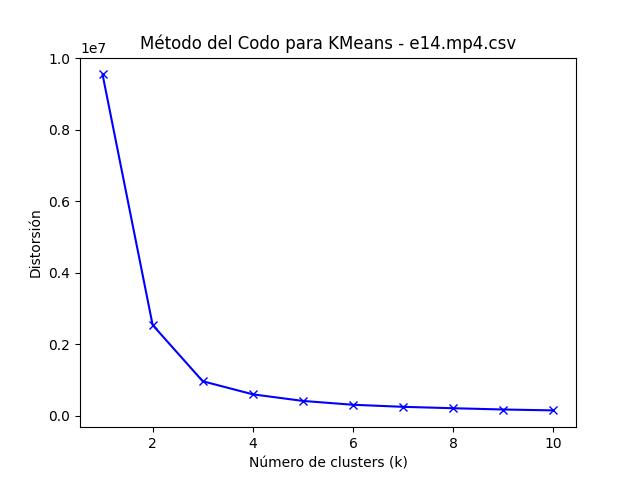 Método del Codo para KMeans - e14.mp4.csv
1e7
1.0
0.8
0.6
0.4
0.2
0.0
Distorsión
2 4 6 8 10
Número de clusters (k)